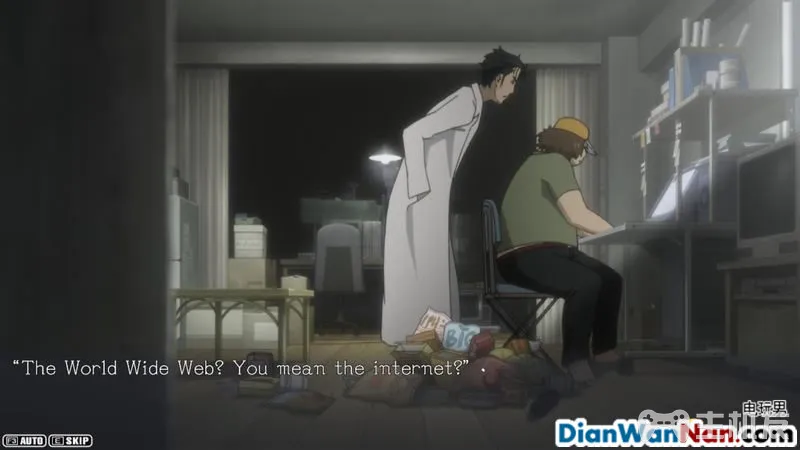 “The World Wide Web? You mean the internet?”
AUTO
SKIP
电玩男
DianWanNan.com